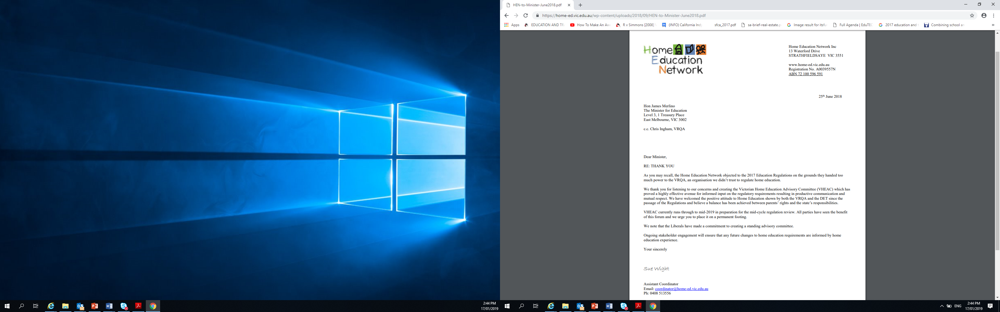 2:44 PM
17/01/2019
HEN-to-Minister-June2018.pdf
https://home-ed.vic.edu.au/wp-content/uploads/2018/09/HEN-to-Minister-June2018.pdf
Apps EDUCATION AND TR How To Make An Aw R v Simmons [2008] (INFO) California Ind sfca_2017.pdf sa-brief-real-estate.p Image result for itsfu Full Agenda | EduTEC 2017 education and Combining school an »
Home
Education
Network
Home Education Network Inc
13 Waterford Drive
STRATHFIELDSAYE VIC 3551
www.home-ed.vic.edu.au
Registration No. A0039557N
ABN 72 100 596 591
25th June 2018
Hon James Merlino
The Minister for Education
Level 3, 1 Treasury Place
East Melbourne, VIC 3002
c.c. Chris Ingham, VRQA
Dear Minister,
RE: THANK YOU
As you may recall, the Home Education Network objected to the 2017 Education Regulations on the grounds they handed too
much power to the VRQA, an organisation we didn't trust to regulate home education.
We thank you for listening to our concerns and creating the Victorian Home Education Advisory Committee (VHEAC) which has
proved a highly effective avenue for informed input on the regulatory requirements resulting in productive communication and
mutual respect. We have welcomed the positive attitude to Home Education shown by both the VRQA and the DET since the
passage of the Regulations and believe a balance has been achieved between parents' rights and the state's responsibilities.
VHEAC currently runs through to mid-2019 in preparation for the mid-cycle regulation review. All parties have seen the benefit
of this forum and we urge you to place it on a permanent footing.
We note that the Liberals have made a commitment to creating a standing advisory committee.
Ongoing stakeholder engagement will ensure that any future changes to home education requirements are informed by home
education experience.
Your sincerely
Sue Wight
Assistant Coordinator
Email: coordinator@home-ed.vic.edu.au
Ph: 0408 513556
ENG
2:44 PM
17/01/2019